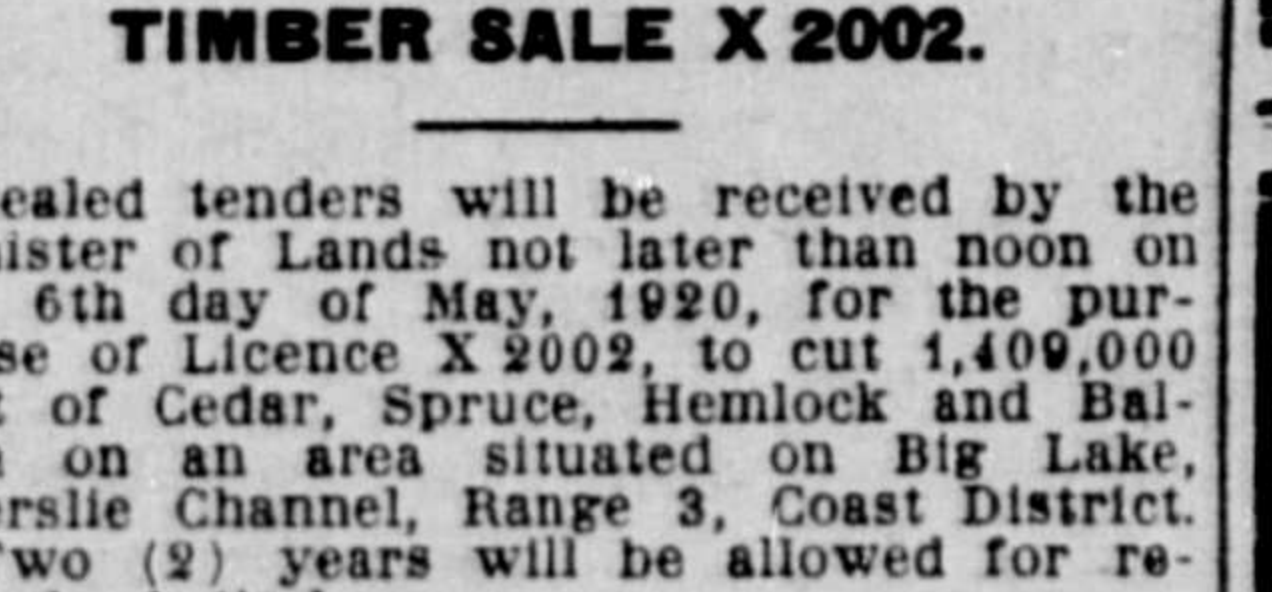 TIMBER SALE X 2002.
ealed tenders will be received by the
ister of Lands not later than noon on
6th day of May, 1920, for the pur-
se of Licence X 2002, to cut 1,409,000
of Cedar, Spruce, Hemlock and Bal-
on an area situated on Big Lake,
erslie Channel, Range 3, Coast District.
Two (2) years will be allowed for re-